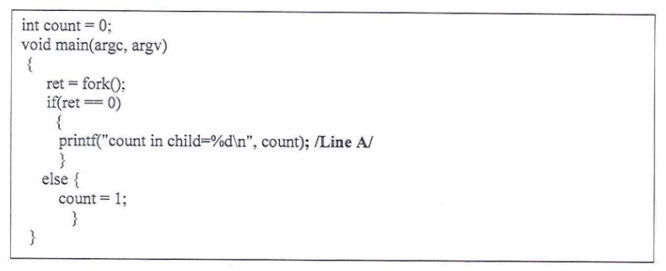 int count = 0;
void main(argc, argv)
{
ret = fork();
if(ret == 0)
{
printf("count in child=%d\n", count); /Line A/
}
else {
count = 1;
}
}